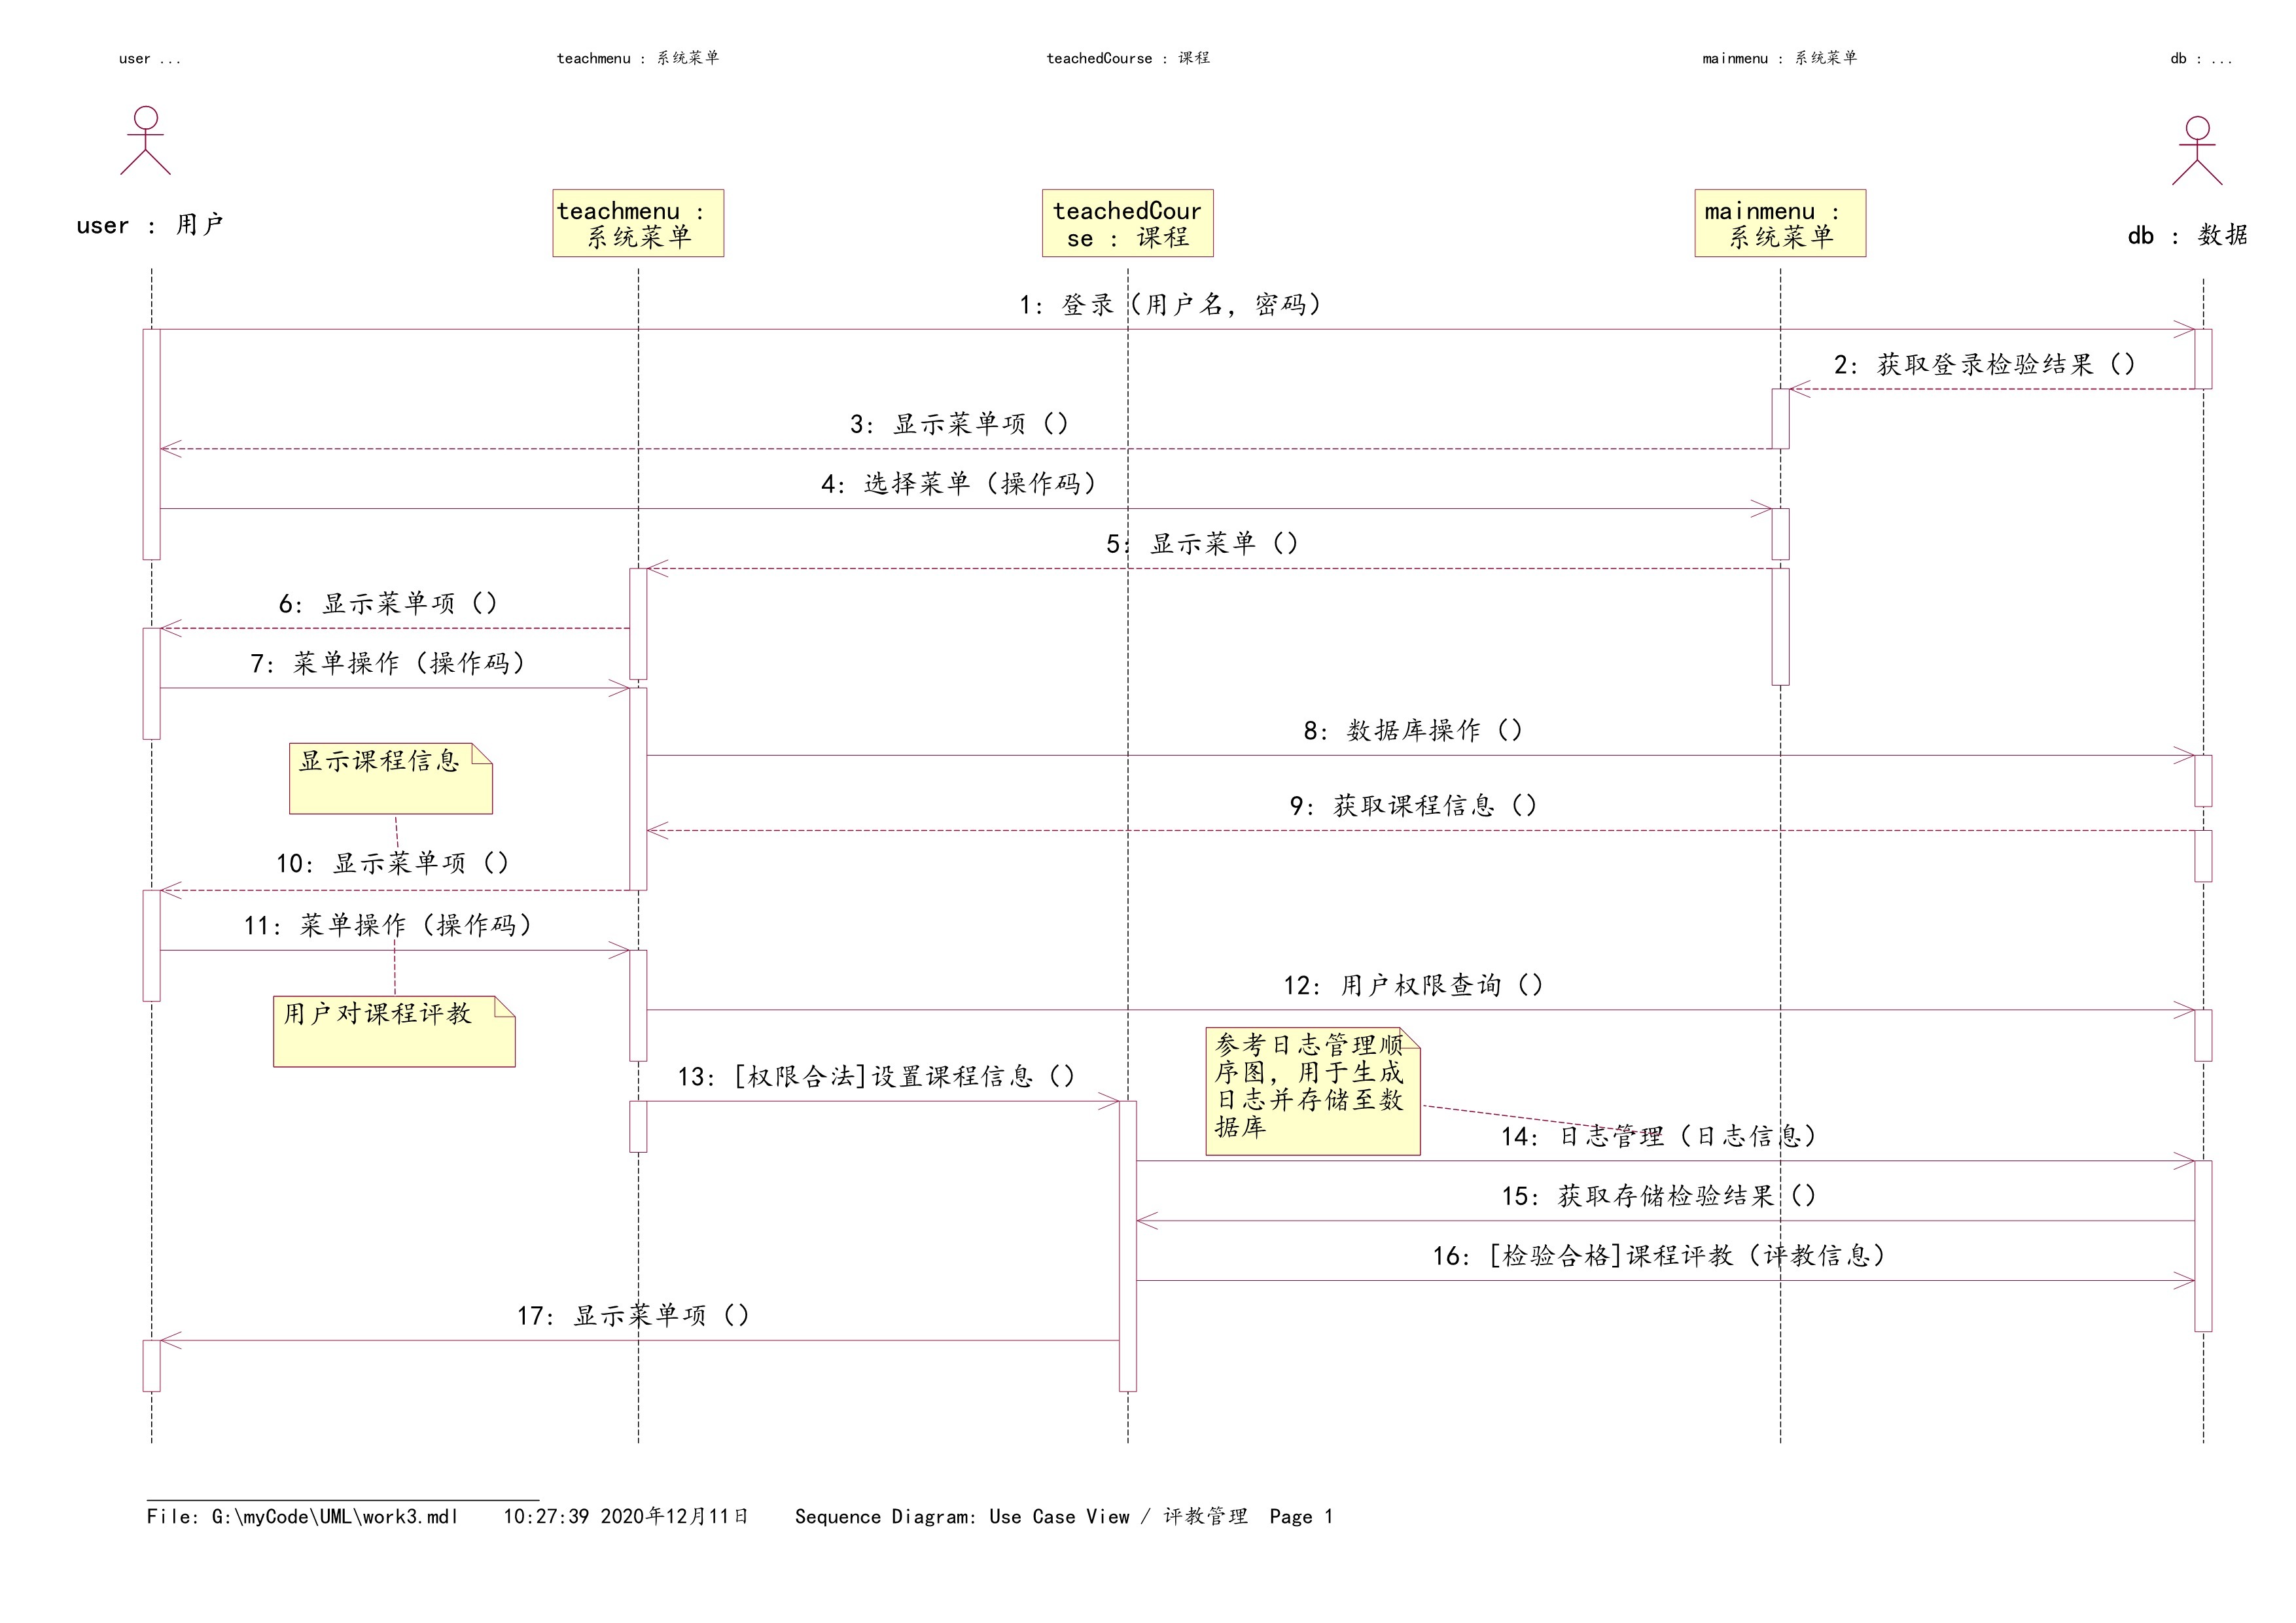 user ...
teachmenu : 系统菜单
teachedCourse : 课程
mainmenu : 系统菜单
db : ...
user : 用户
teachmenu :
系统菜单
teachedCour
se : 课程
mainmenu :
系统菜单
db : 数据
1: 登录（用户名，密码）
2: 获取登录检验结果（）
3: 显示菜单项（）
4: 选择菜单（操作码）
5: 显示菜单（）
6: 显示菜单项（）
7: 菜单操作（操作码）
8: 数据库操作（）
显示课程信息
9: 获取课程信息（）
10: 显示菜单项（）
11: 菜单操作（操作码）
12: 用户权限查询（）
用户对课程评教
参考日志管理顺
序图，用于生成
日志并存储至数
据库
13: [权限合法]设置课程信息（）
14: 日志管理（日志信息）
15: 获取存储检验结果（）
16: [检验合格]课程评教（评教信息）
17: 显示菜单项（）
File: G:\myCode\UML\work3.mdl    10:27:39 2020年12月11日    Sequence Diagram: Use Case View / 评教管理  Page 1